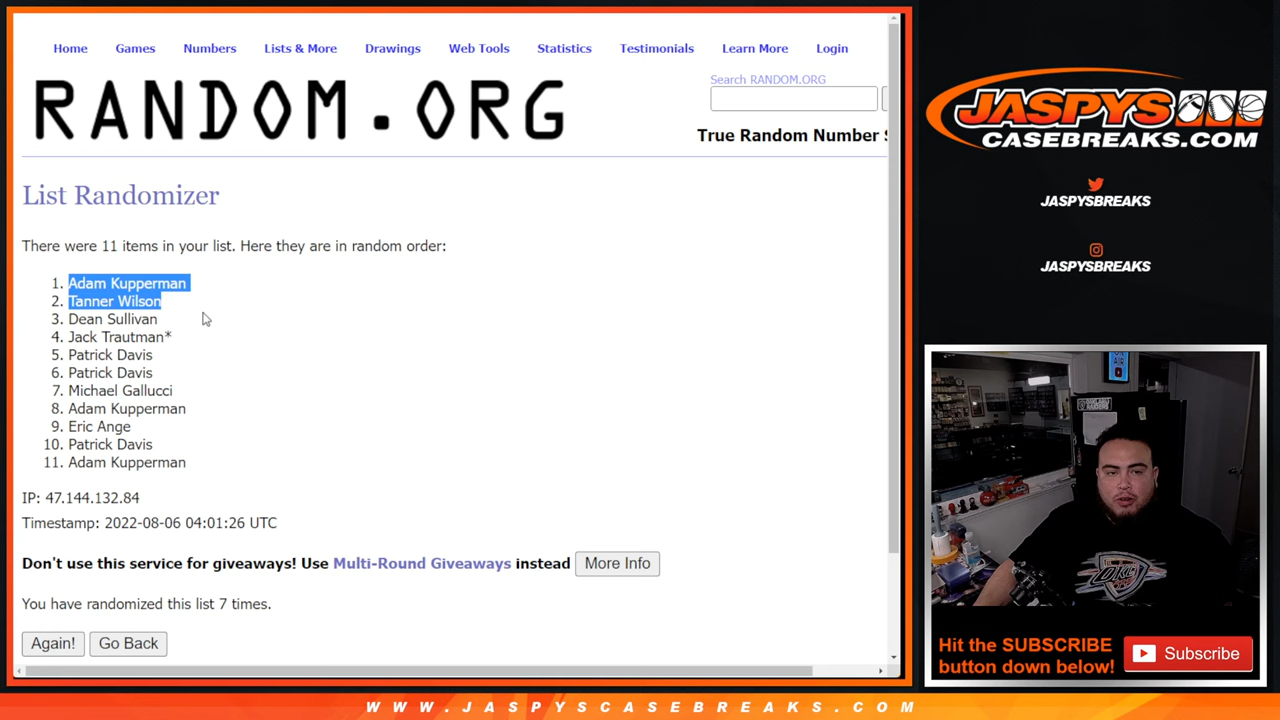 Home Games Numbers Lists & More Drawings Web Tools Statistics Testimonials Learn More Login
Search RANDOM.ORG
RANDOM.ORG
True Random Number S
List Randomizer
There were 11 items in your list. Here they are in random order:
1. Adam Kupperman
2. Tanner Wilson
3. Dean Sullivan
4. Jack Trautman*
5. Patrick Davis
6. Patrick Davis
7. Michael Gallucci
8. Adam Kupperman
9. Eric Ange
10. Patrick Davis
11. Adam Kupperman
IP: 47.144.132.84
Timestamp: 2022-08-06 04:01:26 UTC
Don't use this service for giveaways! Use Multi-Round Giveaways instead More Info
You have randomized this list 7 times.
Again! Go Back
JASPYS
CASEBREAKS.COM
JASPYSBREAKS
JASPYSBREAKS
OKC
Hit the SUBSCRIBE
button down below!
Subscribe
WWW.JASPYSCASEBREAKS.COM